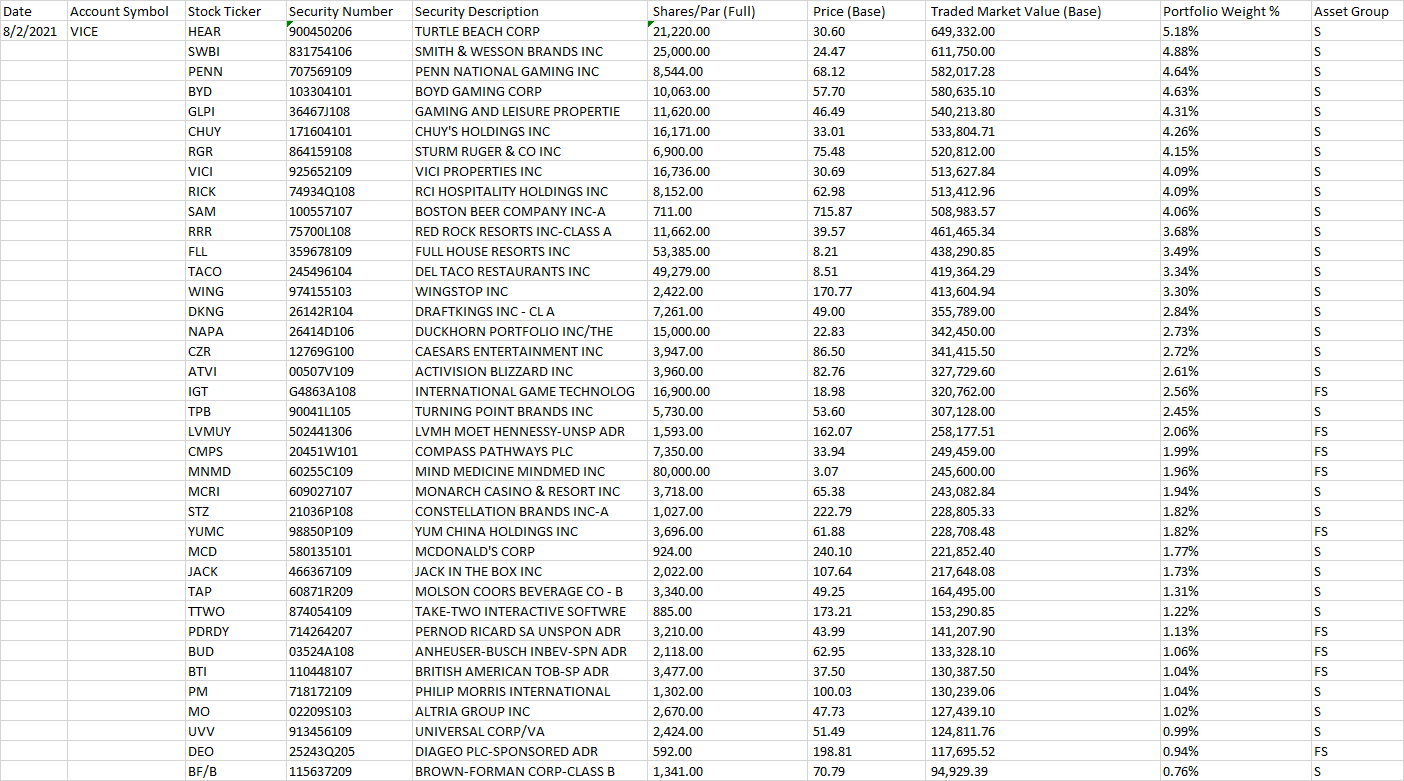 Date Account Symbol Stock Ticker Security Number Security Description Shares/Par (Full) Price (Base) Traded Market Value (Base) Portfolio Weight % Asset Group
8/2/2021 VICE HEAR 900450206 TURTLE BEACH CORP 21,220.00 30.60 649,332.00 5.18% S
SWBI 831754106 SMITH & WESSON BRANDS INC 25,000.00 24.47 611,750.00 4.88% S
PENN 707569109 PENN NATIONAL GAMING INC 8,544.00 68.12 582,017.28 4.64% S
BYD 103304101 BOYD GAMING CORP 10,063.00 57.70 580,635.10 4.63% S
GLPI 36467J108 GAMING AND LEISURE PROPERTIE 11,620.00 46.49 540,213.80 4.31% S
CHUY 171604101 CHUY'S HOLDINGS INC 16,171.00 33.01 533,804.71 4.26% S
RGR 864159108 STURM RUGER & CO INC 6,900.00 75.48 520,812.00 4.15% S
VICI 925652109 VICI PROPERTIES INC 16,736.00 30.69 513,627.84 4.09% S
RICK 74934Q108 RCI HOSPITALITY HOLDINGS INC 8,152.00 62.98 513,412.96 4.09% S
SAM 100557107 BOSTON BEER COMPANY INC-A 711.00 715.87 508,983.57 4.06% S
RRR 75700L108 RED ROCK RESORTS INC-CLASS A 11,662.00 39.57 461,465.34 3.68% S
FLL 359678109 FULL HOUSE RESORTS INC 53,385.00 8.21 438,290.85 3.49% S
TACO 245496104 DEL TACO RESTAURANTS INC 49,279.00 8.51 419,364.29 3.34% S
WING 974155103 WINGSTOP INC 2,422.00 170.77 413,604.94 3.30% S
DKNG 26142R104 DRAFTKINGS INC - CL A 7,261.00 49.00 355,789.00 2.84% S
NAPA 26414D106 DUCKHORN PORTFOLIO INC/THE 15,000.00 22.83 342,450.00 2.73% S
CZR 12769G100 CAESARS ENTERTAINMENT INC 3,947.00 86.50 341,415.50 2.72% S
ATVI 00507V109 ACTIVISION BLIZZARD INC 3,960.00 82.76 327,729.60 2.61% S
IGT G4863A108 INTERNATIONAL GAME TECHNOLOG 16,900.00 18.98 320,762.00 2.56% FS
TPB 90041L105 TURNING POINT BRANDS INC 5,730.00 53.60 307,128.00 2.45% S
LVMUY 502441306 LVMH MOET HENNESSY-UNSP ADR 1,593.00 162.07 258,177.51 2.06% FS
CMPS 20451W101 COMPASS PATHWAYS PLC 7,350.00 33.94 249,459.00 1.99% FS
MNMD 60255C109 MIND MEDICINE MINDMED INC 80,000.00 3.07 245,600.00 1.96% FS
MCRI 609027107 MONARCH CASINO & RESORT INC 3,718.00 65.38 243,082.84 1.94% S
STZ 21036P108 CONSTELLATION BRANDS INC-A 1,027.00 222.79 228,805.33 1.82% S
YUMC 98850P109 YUM CHINA HOLDINGS INC 3,696.00 61.88 228,708.48 1.82% FS
MCD 580135101 MCDONALD'S CORP 924.00 240.10 221,852.40 1.77% S
JACK 466367109 JACK IN THE BOX INC 2,022.00 107.64 217,648.08 1.73% S
TAP 60871R209 MOLSON COORS BEVERAGE CO - B 3,340.00 49.25 164,495.00 1.31% S
TTWO 874054109 TAKE-TWO INTERACTIVE SOFTWRE 885.00 173.21 153,290.85 1.22% S
PDRDY 714264207 PERNOD RICARD SA UNSPON ADR 3,210.00 43.99 141,207.90 1.13% FS
BUD 03524A108 ANHEUSER-BUSCH INBEV-SPN ADR 2,118.00 62.95 133,328.10 1.06% FS
BTI 110448107 BRITISH AMERICAN TOB-SP ADR 3,477.00 37.50 130,387.50 1.04% FS
PM 718172109 PHILIP MORRIS INTERNATIONAL 1,302.00 100.03 130,239.06 1.04% S
MO 02209S103 ALTRIA GROUP INC 2,670.00 47.73 127,439.10 1.02% S
UVV 913456109 UNIVERSAL CORP/VA 2,424.00 51.49 124,811.76 0.99% S
DEO 25243Q205 DIAGEO PLC-SPONSORED ADR 592.00 198.81 117,695.52 0.94% FS
BF/B 115637209 BROWN-FORMAN CORP-CLASS B 1,341.00 70.79 94,929.39 0.76% S